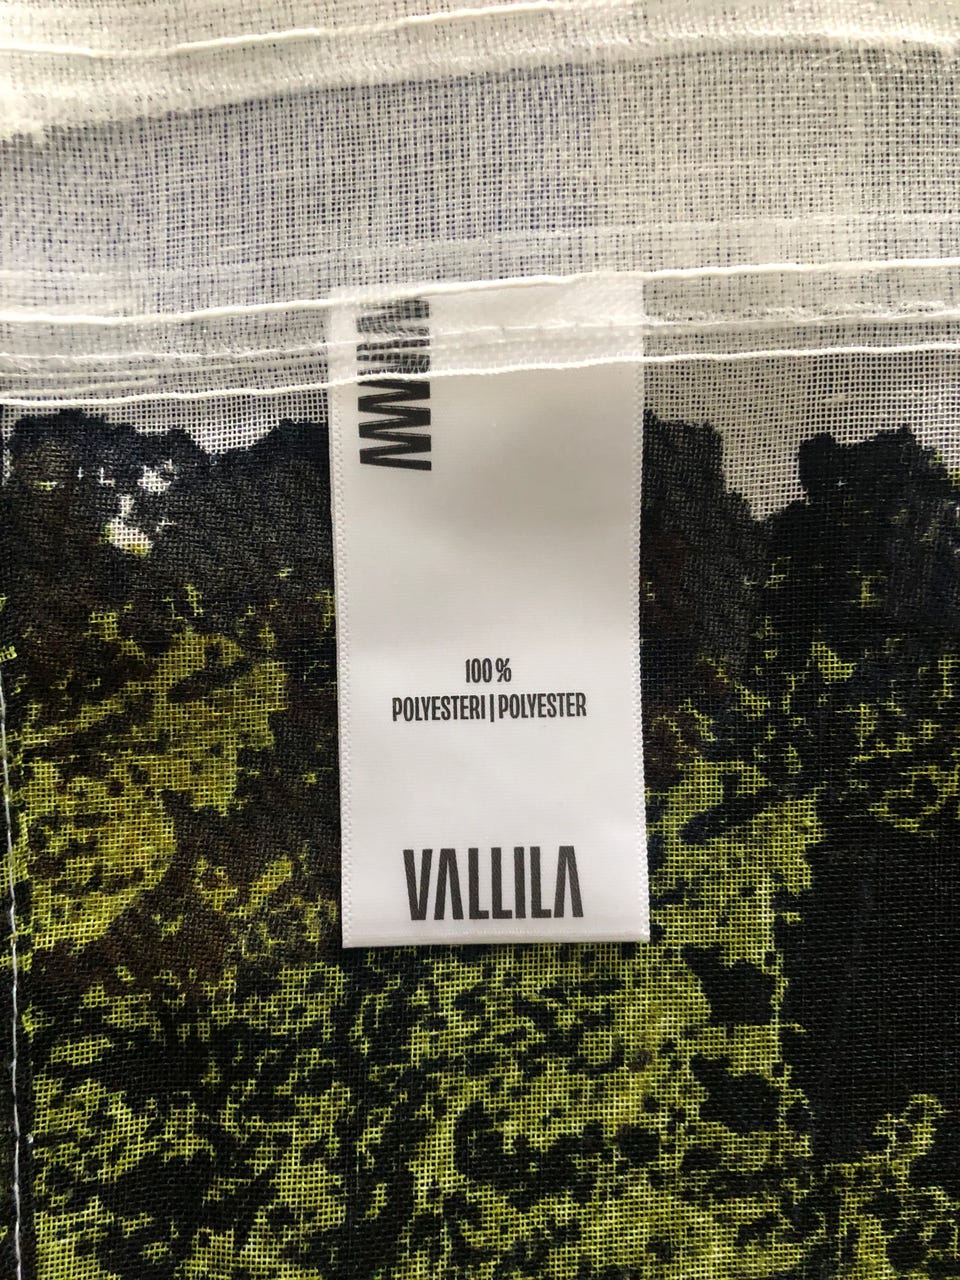 100 %
POLYESTERI | POLYESTER
VALLILA